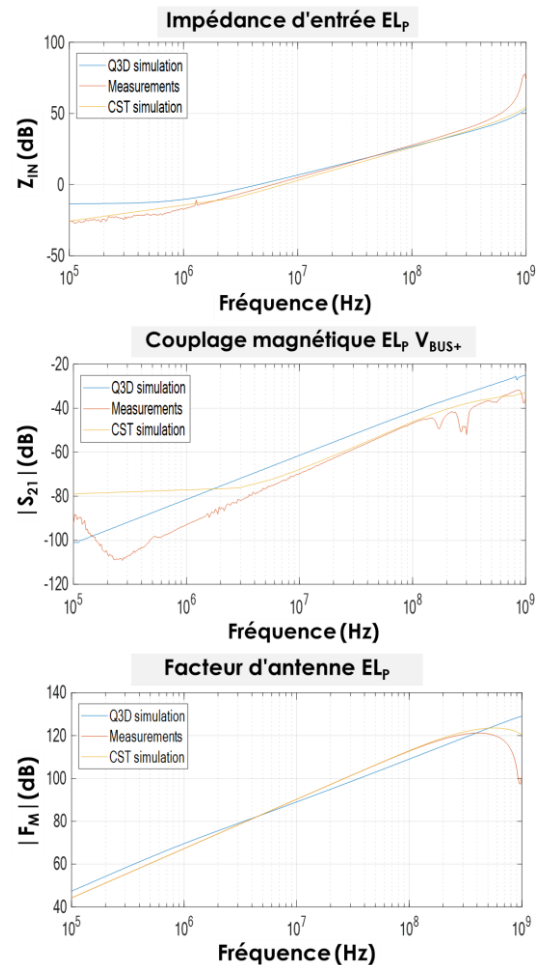 Impédance d'entrée ELP
ZIN (dB)
100
50
0
-50
Q3D simulation
Measurements
CST simulation
10^5
10^6
10^7
10^8
10^9
Fréquence (Hz)
Couplage magnétique ELP VBUS+
| S21 | (dB)
-20
-40
-60
-80
-100
-120
Q3D simulation
Measurements
CST simulation
10^5
10^6
10^7
10^8
10^9
Fréquence (Hz)
Facteur d'antenne ELP
| FM | (dB)
140
120
100
80
60
40
Q3D simulation
Measurements
CST simulation
10^5
10^6
10^7
10^8
10^9
Fréquence (Hz)